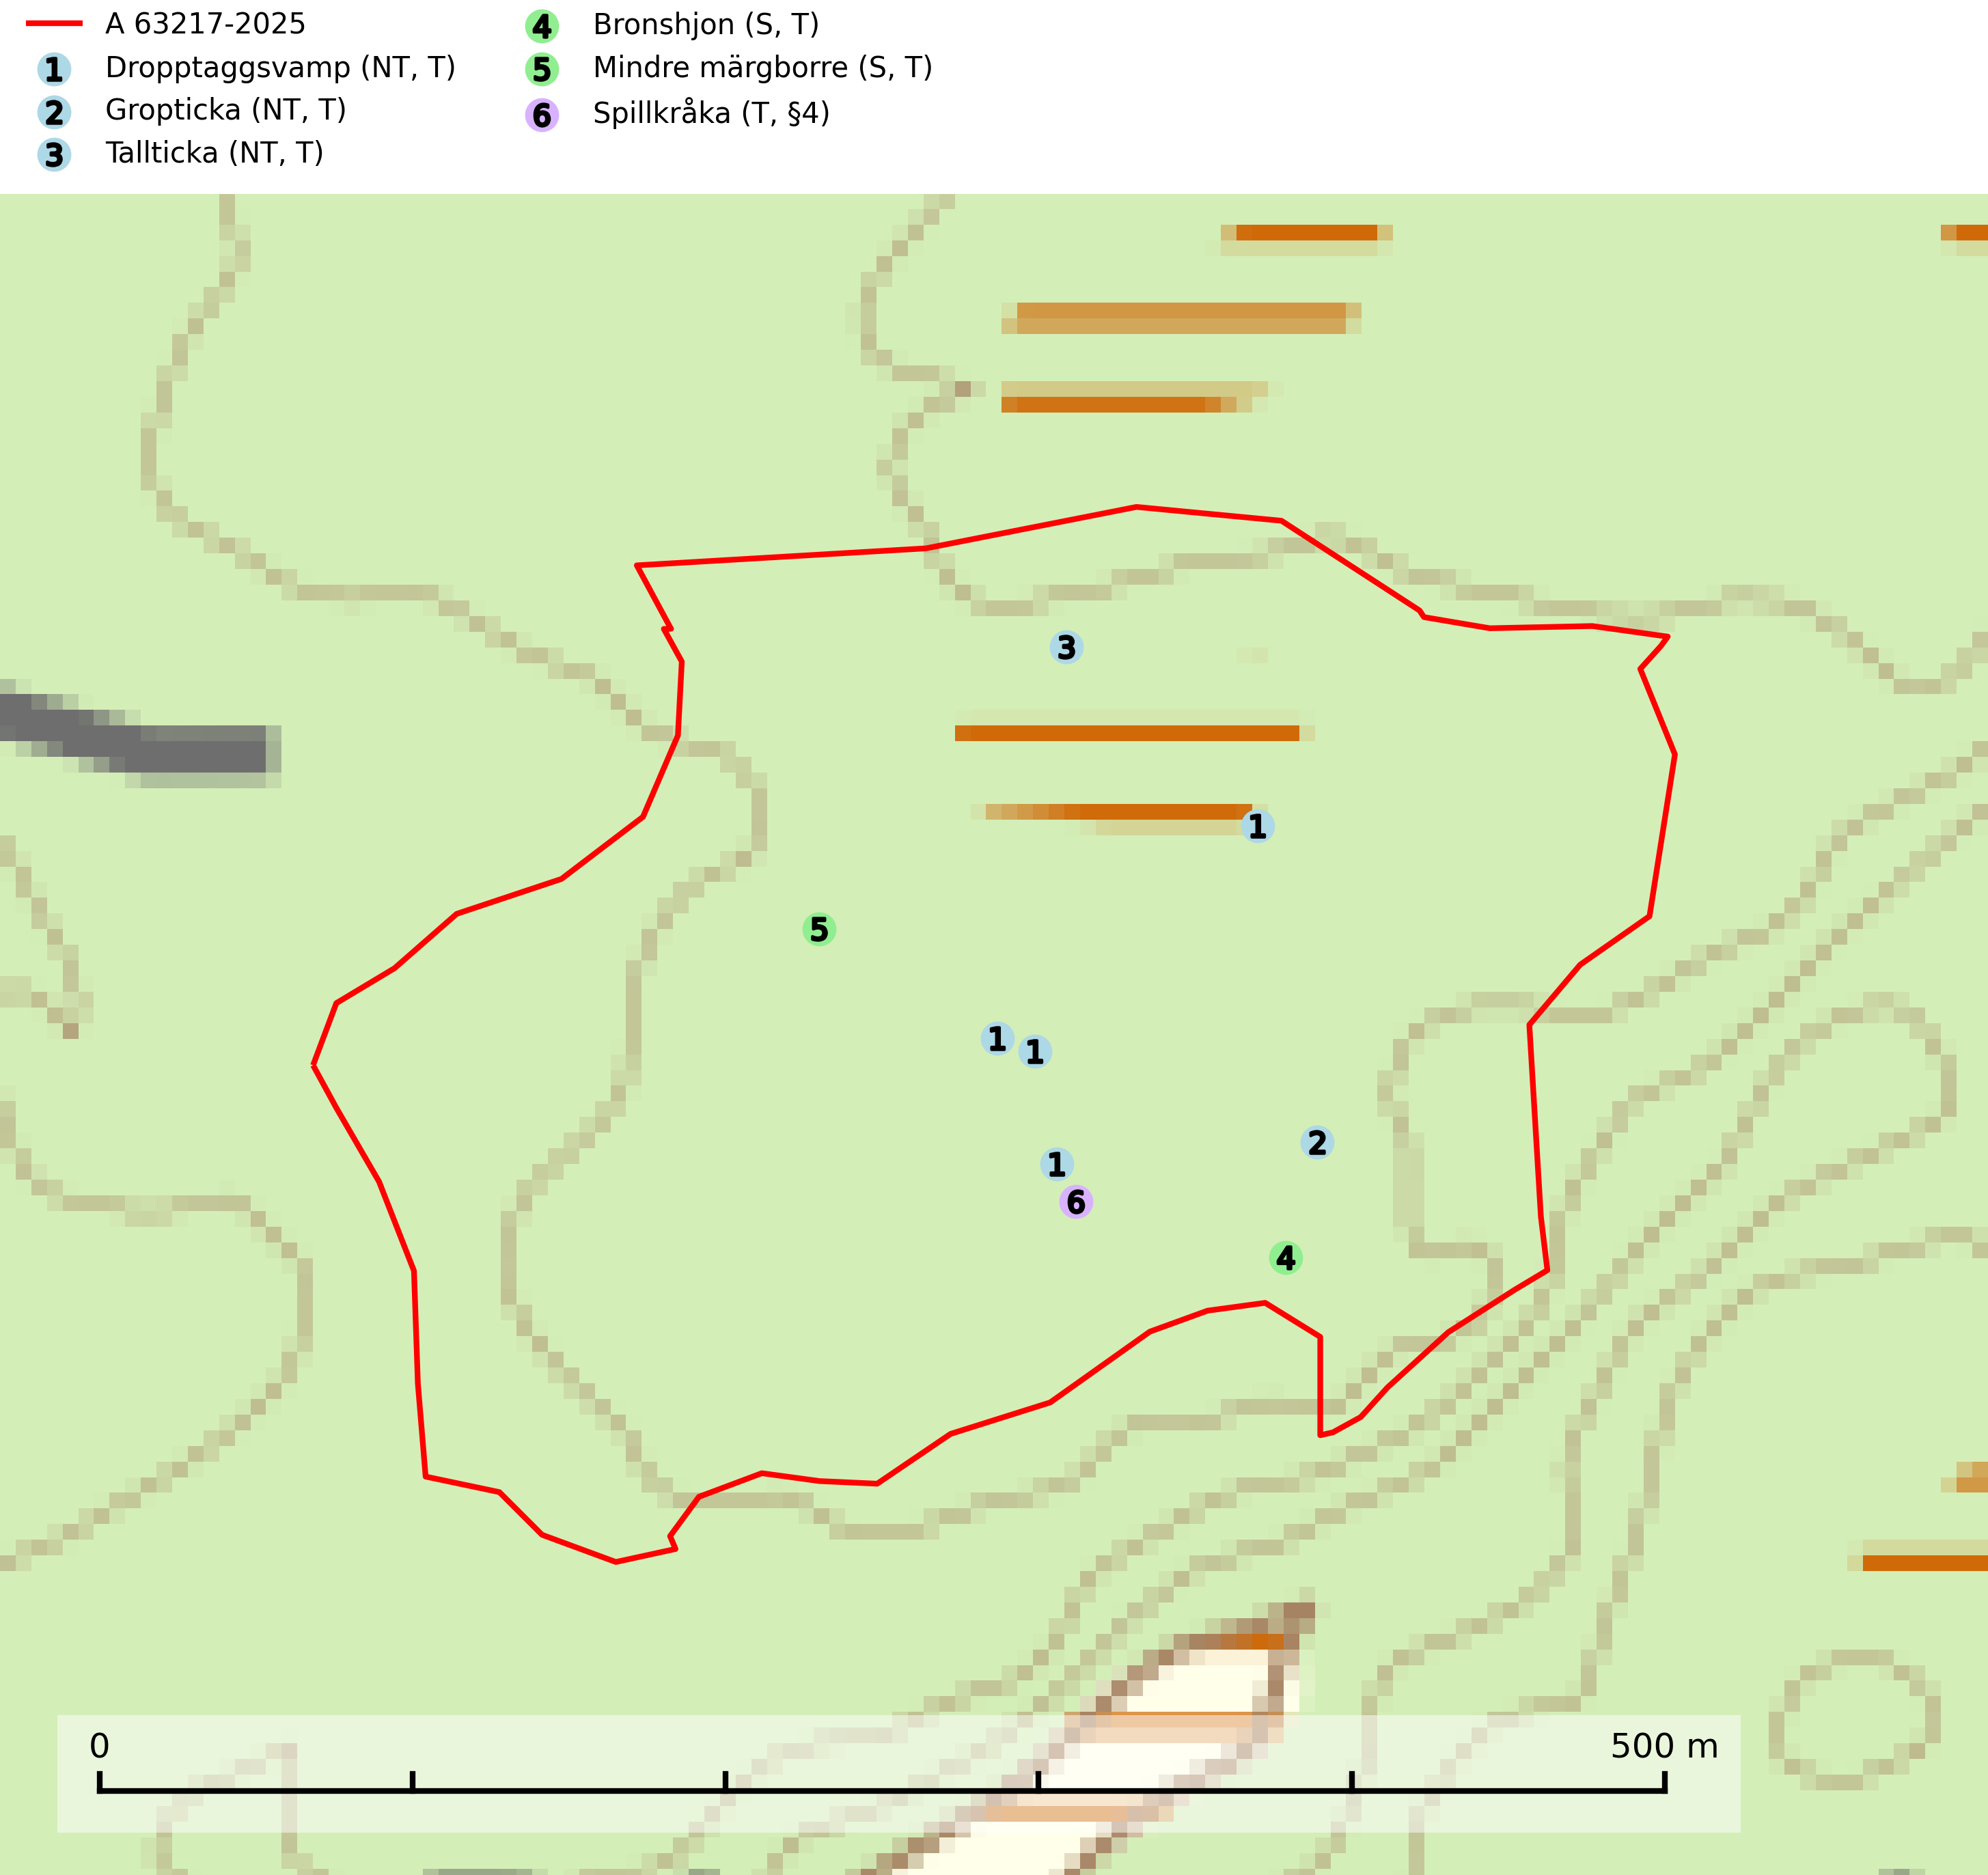 A 63217-2025
1 Dropptaggsvamp (NT, T)
2 Gropticka (NT, T)
3 Tallticka (NT, T)
4 Bronshjon (S, T)
5 Mindre märgborre (S, T)
6 Spillkråka (T, §4)
3
1
5
1
1
2
1
6
4
0 500 m